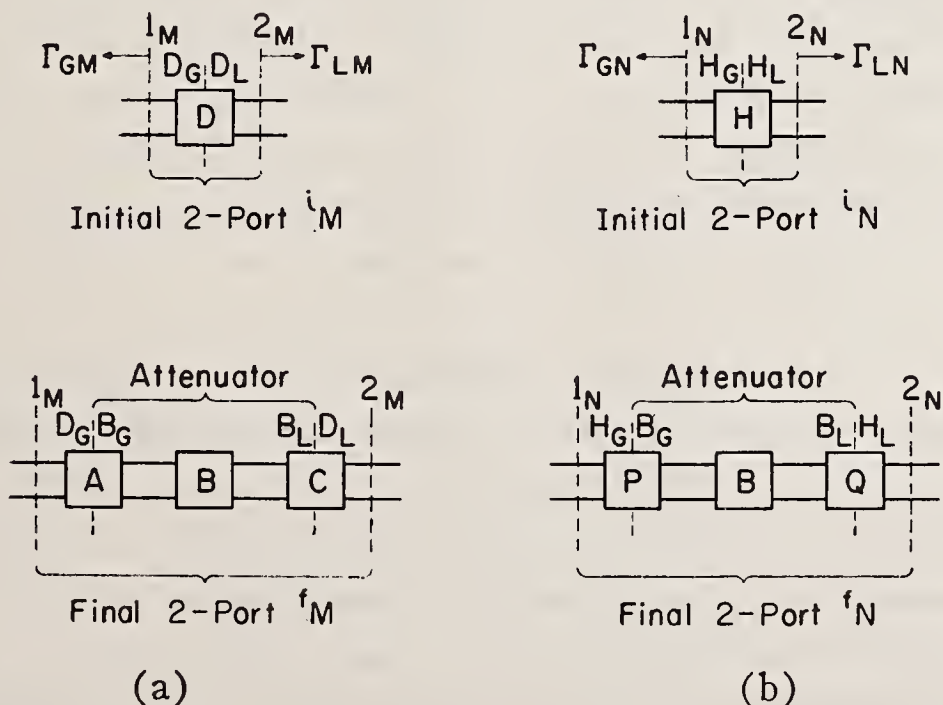 1M 2M
ΓGM ΓLM
DG DL
D
Initial 2-Port iM
1N 2N
ΓGN ΓLN
HG HL
H
Initial 2-Port iN
Attenuator
1M 2M
DG BG BL DL
A B C
Final 2-Port fM
(a)
Attenuator
1N 2N
HG BG BL HL
P B Q
Final 2-Port fN
(b)